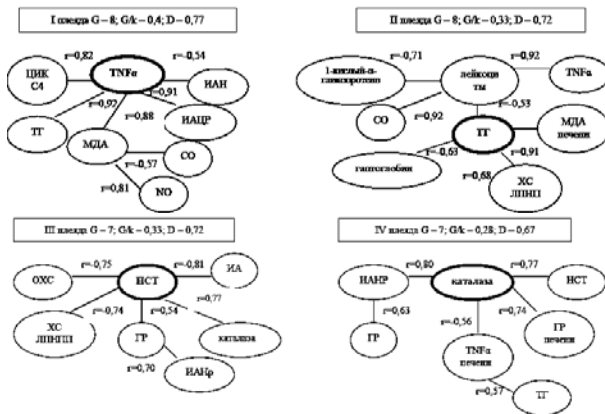 I плеяда G – 8; G/k – 0,4; D – 0,77
r=0,82
r=-0,54
ЦИК
С4
TNFα
ИАН
r=0,92
r=0,91
ТГ
r=0,88
ИАЦР
МДА
СО
r=-0,57
r=0,81
NO
II плеяда G – 8; G/k – 0,33; D – 0,72
r=-0,71
r=0,92
1-кислый-α-
гликопротеин
лейкоци
ты
TNFα
r=-0,53
СО
r=0,92
ТГ
МДА
печени
r=-0,63
r=0,91
гаптоглобин
r=0,68
ХС
ЛПНП
III плеяда G – 7; G/k – 0,33; D – 0,72
r=-0,75
r=-0,81
ОХС
НСТ
ИА
r=0,77
r=-0,74
r=0,54
ХС
ЛПНПП
ГР
каталаза
r=0,70
ИАНр
IV плеяда G – 7; G/k – 0,28; D – 0,67
r=0,80
r=0,77
ИАНР
каталаза
НСТ
r=0,63
r=0,74
r=-0,56
ГР
ГР
печени
TNFα
печени
r=0,57
ТГ